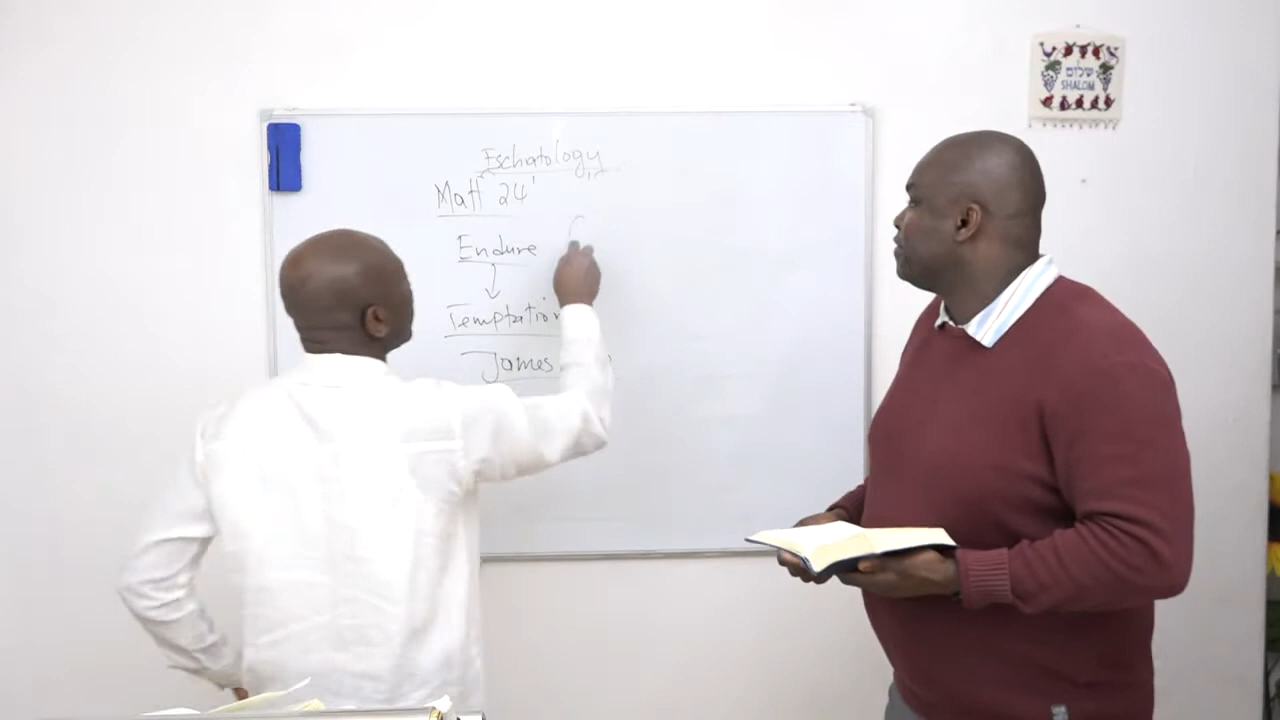 Eschatology
Matt 24
Endure
Temptation
James
שלום
SHALOM